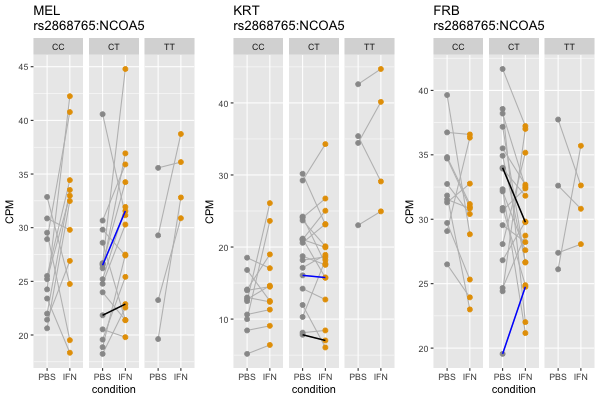 MEL
rs2868765:NCOA5
CC CT TT
45
40
35
30
25
20
CPM
PBS IFN PBS IFN PBS IFN
condition
KRT
rs2868765:NCOA5
CC CT TT
40
30
20
10
CPM
PBS IFN PBS IFN PBS IFN
condition
FRB
rs2868765:NCOA5
CC CT TT
40
35
30
25
20
CPM
PBS IFN PBS IFN PBS IFN
condition